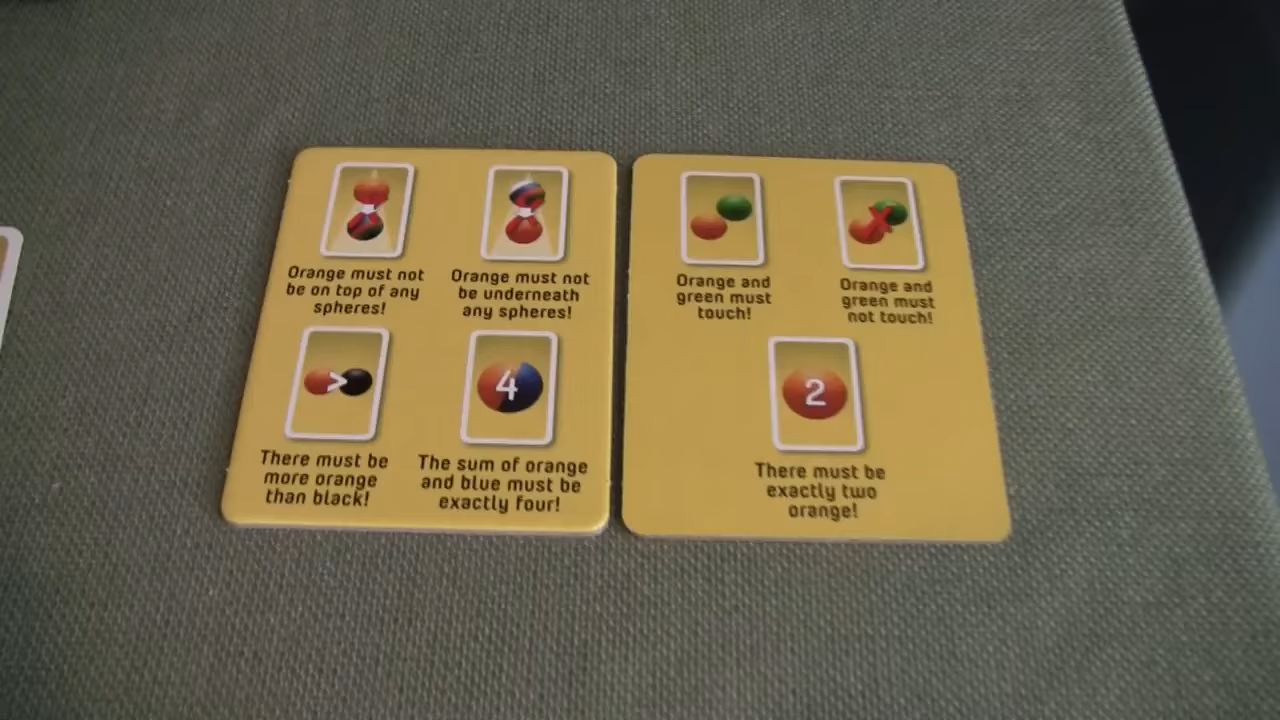 Orange must not
be on top of any
spheres!
Orange must not
be underneath
any spheres!
>
There must be
more orange
than black!
4
The sum of orange
and blue must be
exactly four!
Orange and
green must
touch!
Orange and
green must
not touch!
2
There must be
exactly two
orange!